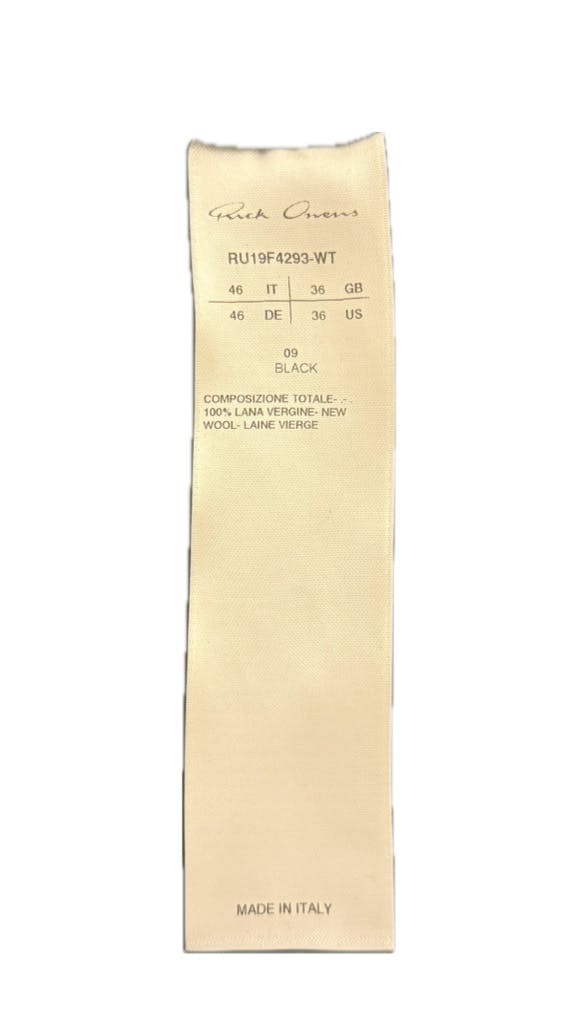 Rick Owens
RU19F4293-WT
46 IT 36 GB
46 DE 36 US
09
BLACK
COMPOSIZIONE TOTALE- .- .
100% LANA VERGINE- NEW
WOOL- LAINE VIERGE
MADE IN ITALY